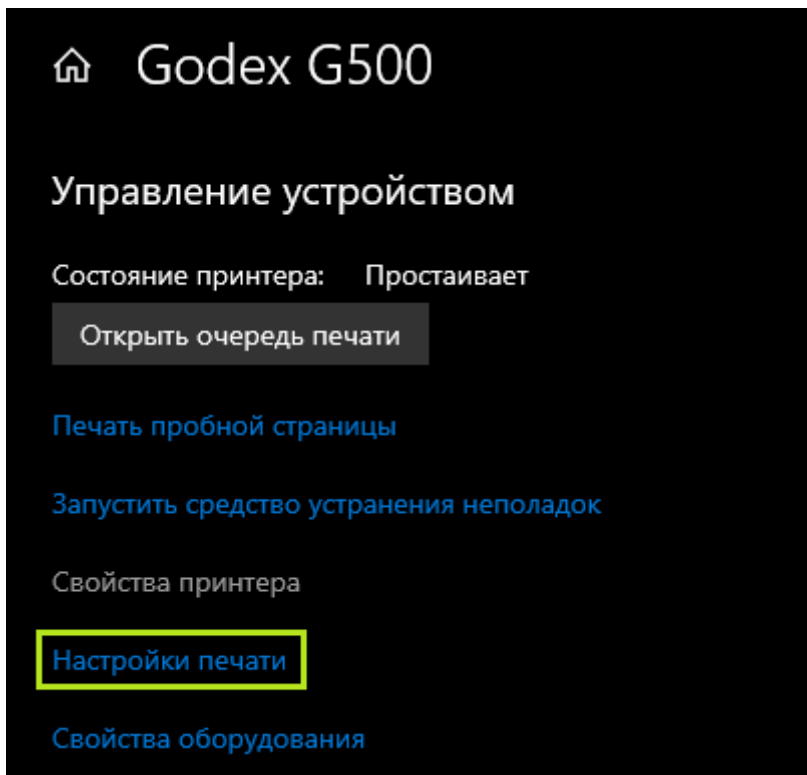 Godex G500
Управление устройством
Состояние принтера: Простаивает
Открыть очередь печати
Печать пробной страницы
Запустить средство устранения неполадок
Свойства принтера
Настройки печати
Свойства оборудования